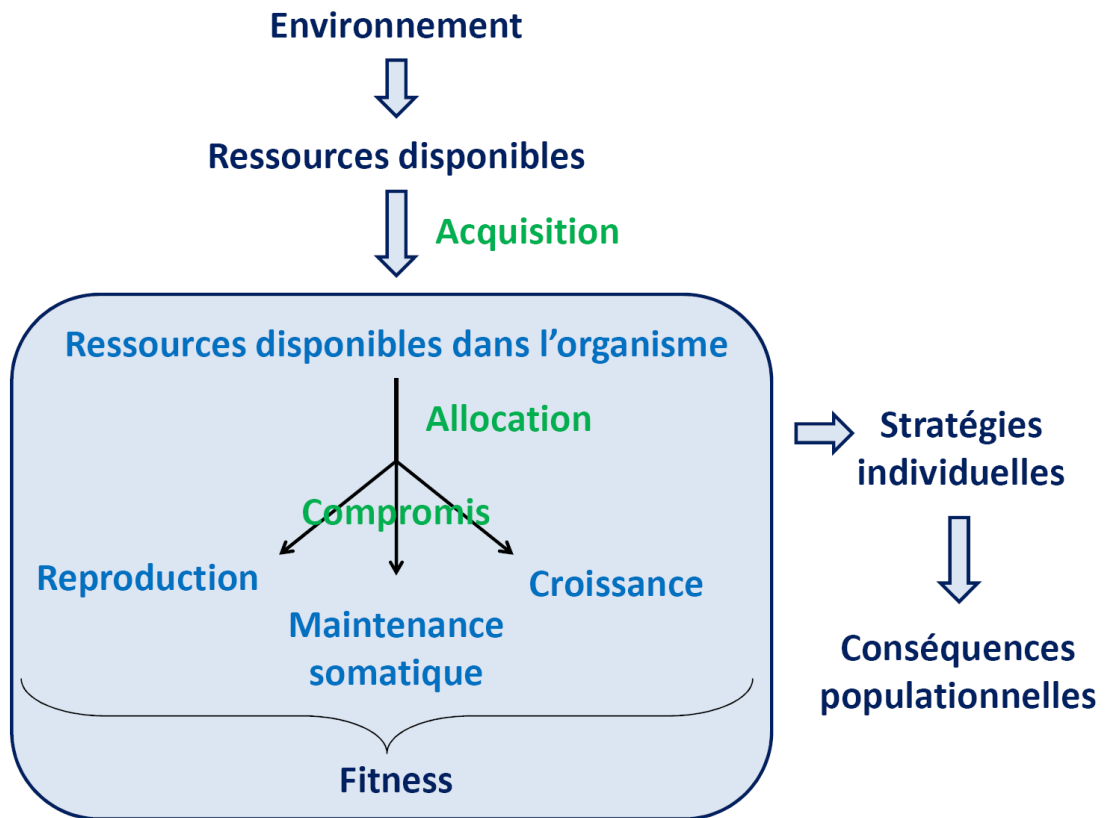 Environnement
Ressources disponibles
Acquisition
Ressources disponibles dans l'organisme
Allocation
Compromis
Reproduction
Maintenance
somatique
Croissance
Fitness
Stratégies
individuelles
Conséquences
populationnelles